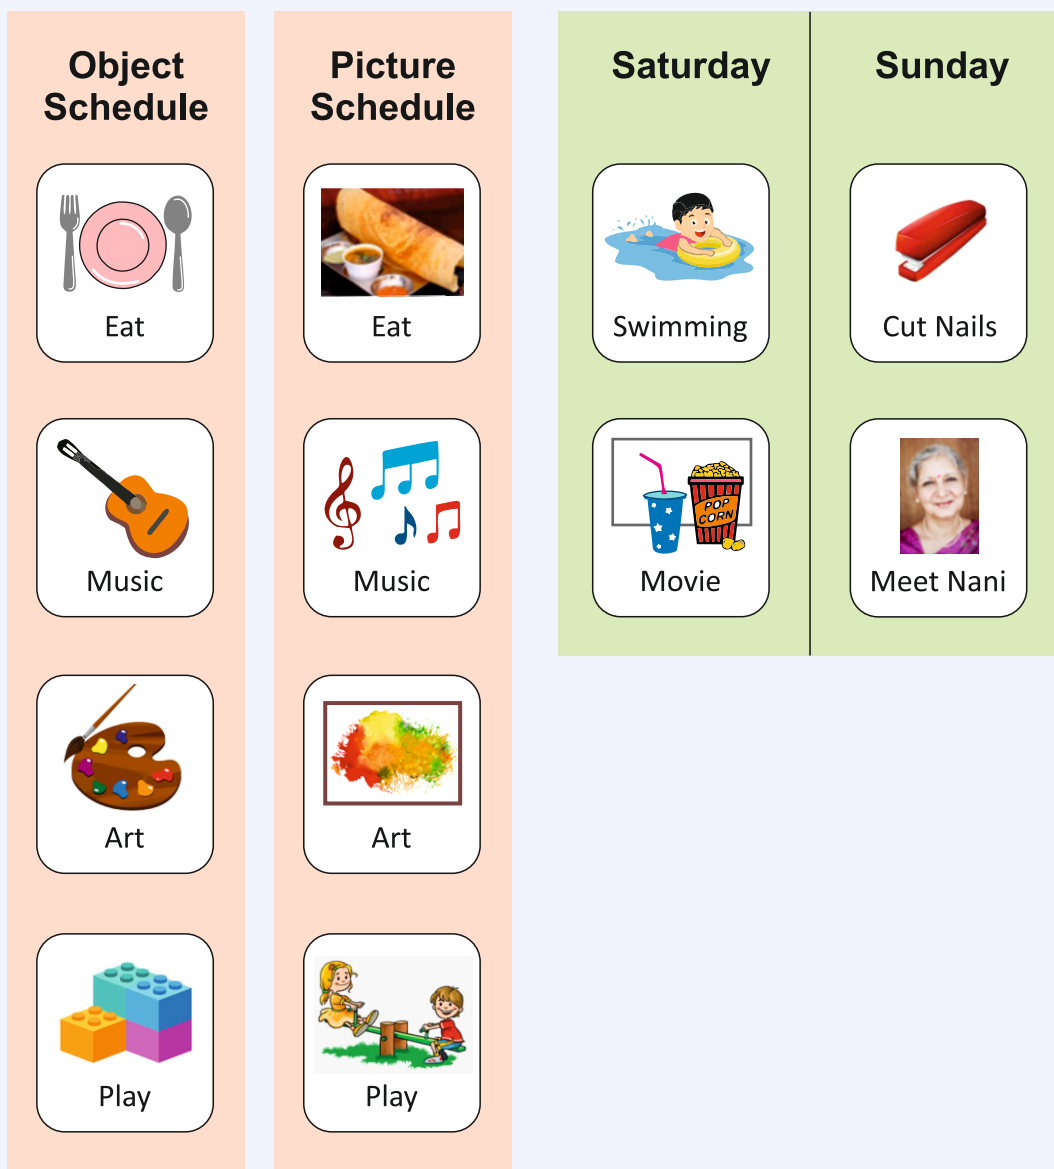 Object
Schedule
Eat
Music
Art
Play
Picture
Schedule
Eat
Music
Art
Play
Saturday
Swimming
POP
CORN
Movie
Sunday
Cut Nails
Meet Nani